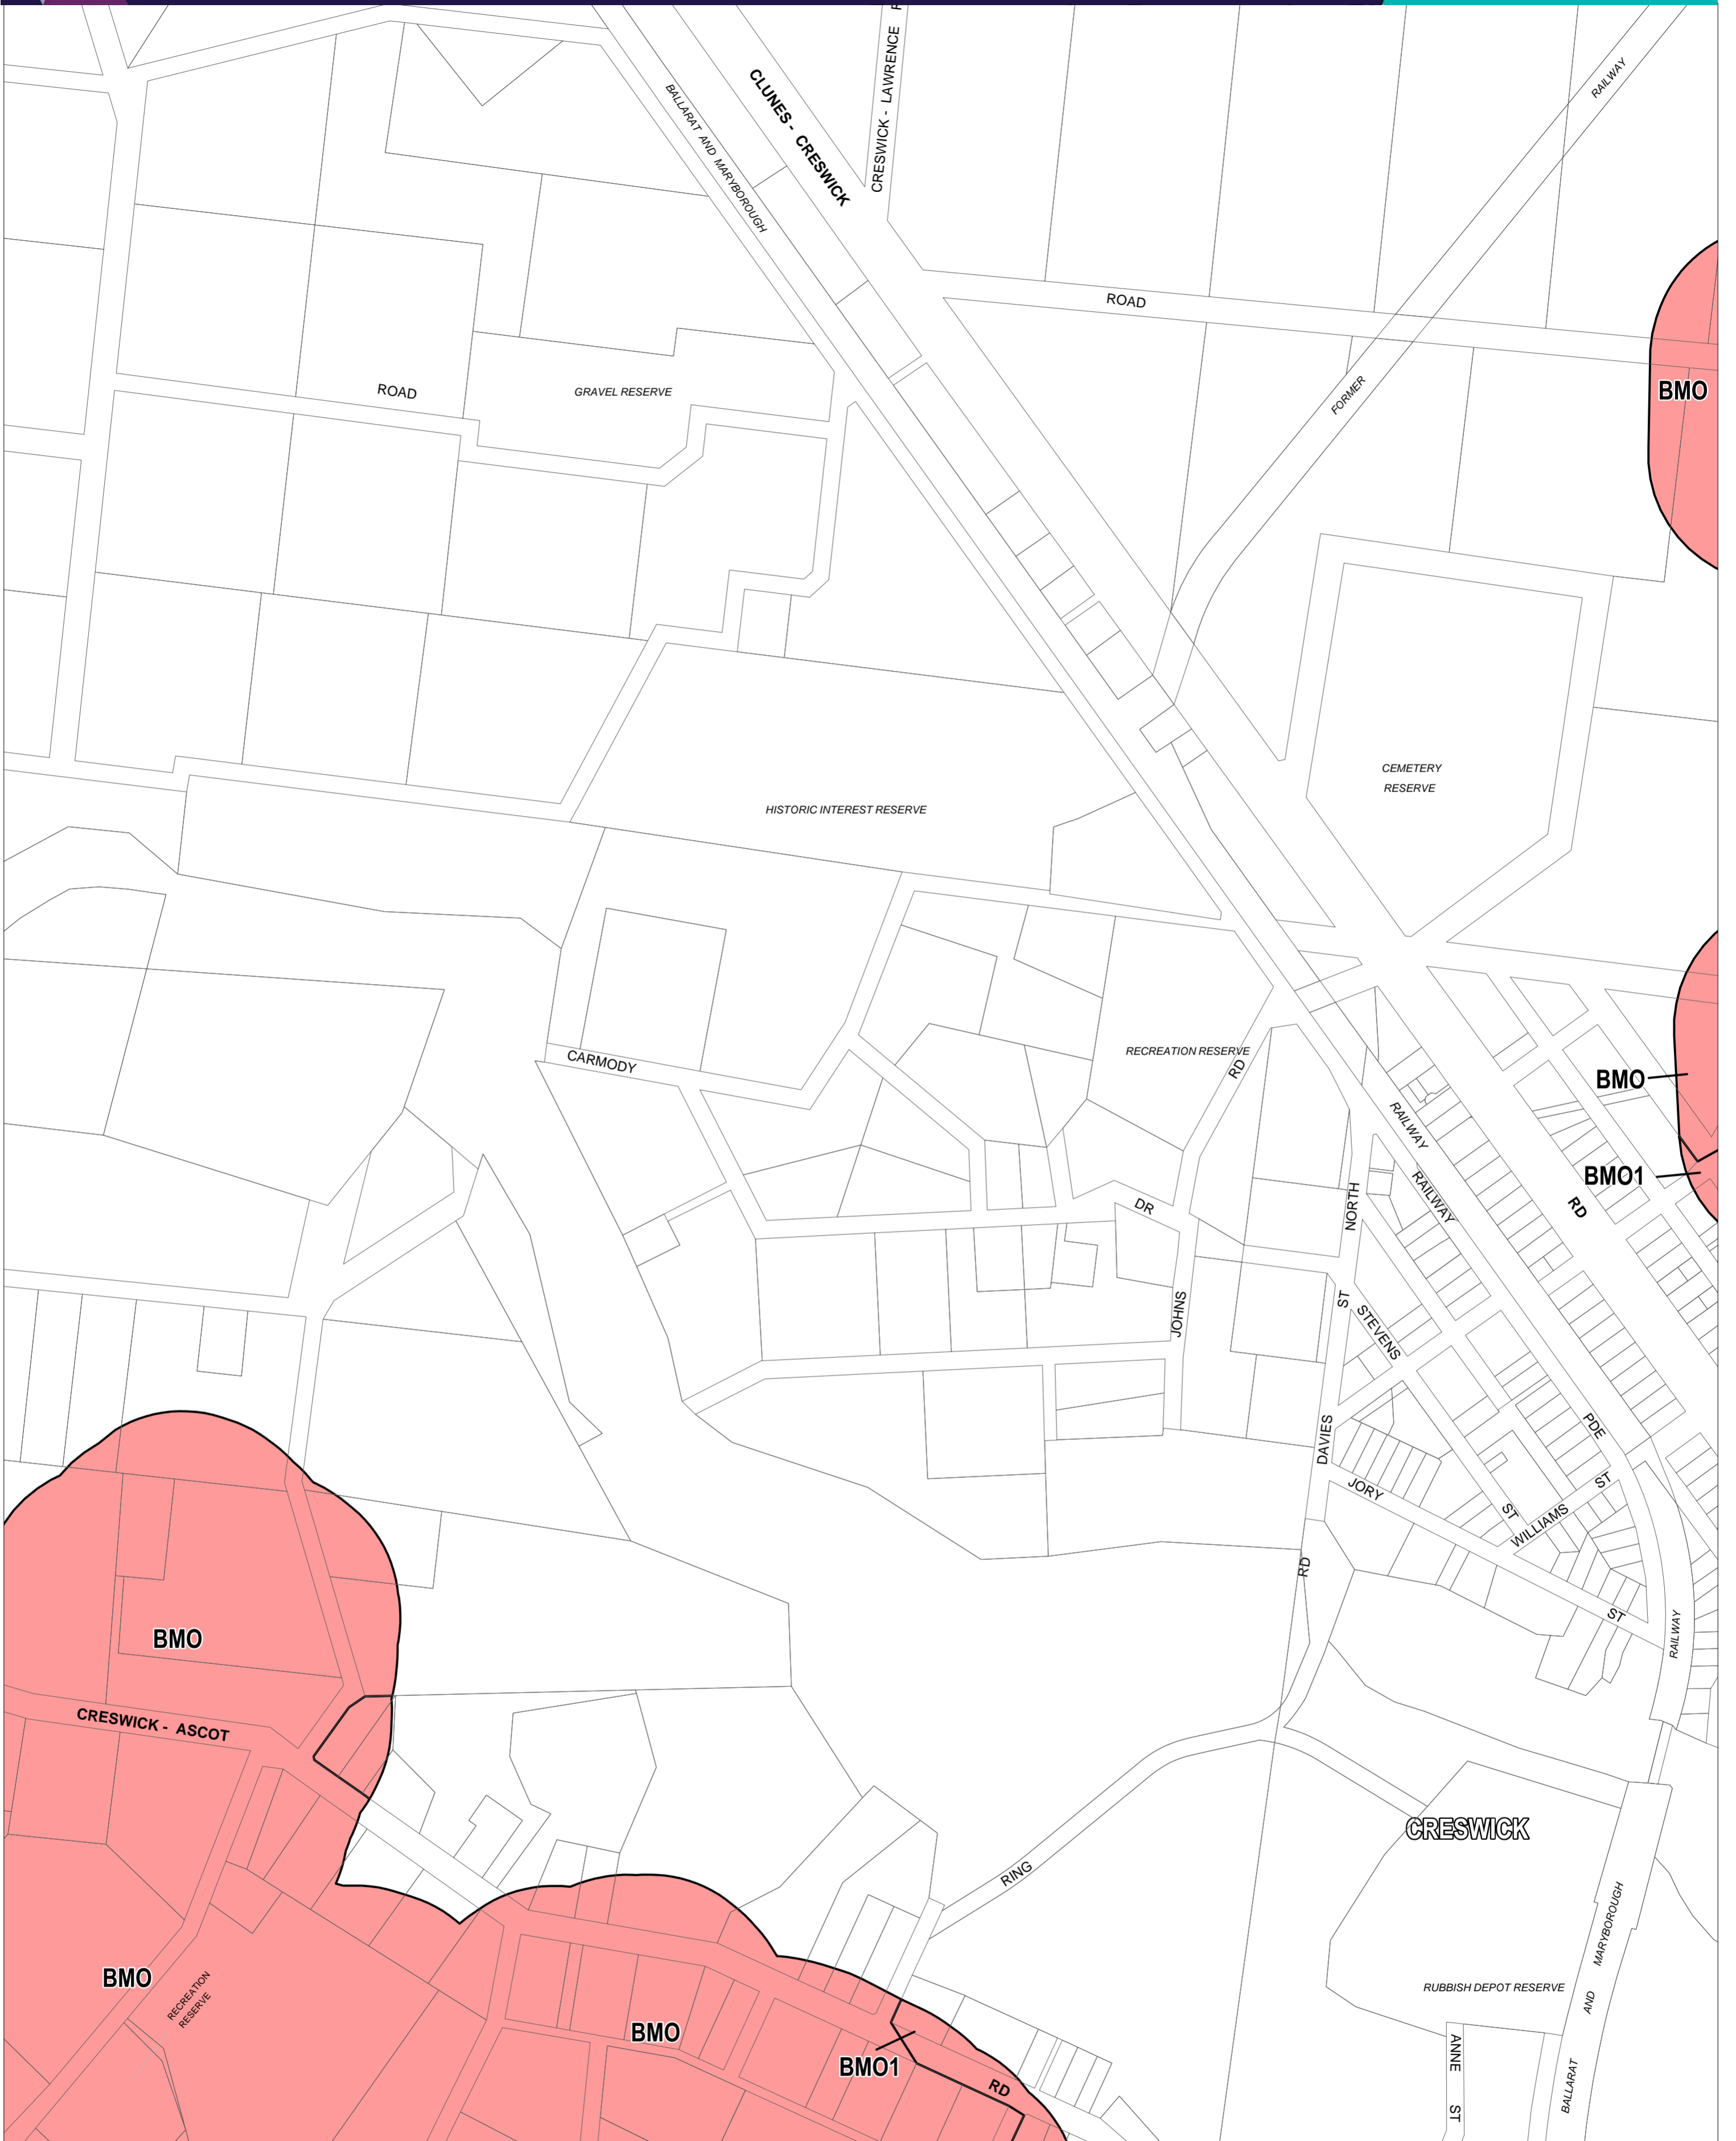 CRESWICK - LAWRENCE
RAILWAY
CLUNES - CRESWICK
BALLARAT AND MARYBOROUGH
ROAD
BMO
ROAD
GRAVEL RESERVE
FORMER
CEMETERY
RESERVE
HISTORIC INTEREST RESERVE
CARMODY
RECREATION RESERVE
RD
BMO
RAILWAY
BMO1
RAILWAY
NORTH
RD
DR
JOHNS
ST
STEVENS
PDE
DAVIES
JORY
ST
ST
WILLIAMS
RD
ST
RAILWAY
BMO
CRESWICK - ASCOT
CRESWICK
RING
MARYBOROUGH
BMO
RECREATION
RESERVE
RUBBISH DEPOT RESERVE
AND
BMO
BMO1
RD
ANNE
ST
BALLARAT